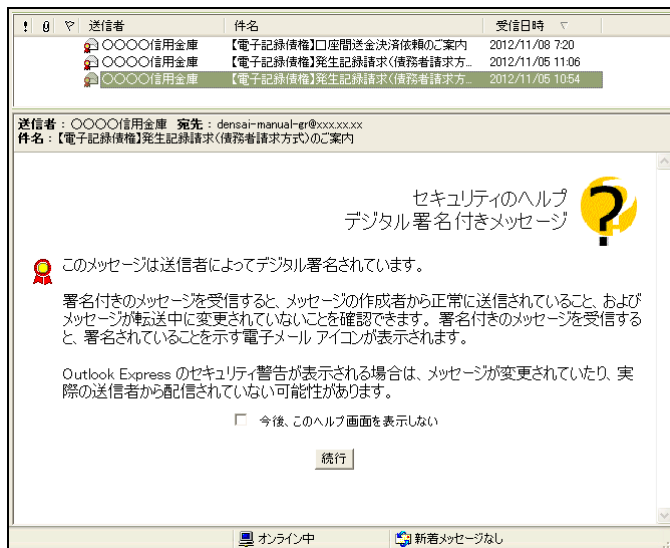 ! 送信者 件名 受信日時
〇〇〇〇信用金庫 【電子記録債権】口座間送金決済依頼のご案内 2012/11/08 7:20
〇〇〇〇信用金庫 【電子記録債権】発生記録請求(債務者請求方... 2012/11/05 11:06
〇〇〇〇信用金庫 【電子記録債権】発生記録請求(債務者請求方... 2012/11/05 10:54
送信者:〇〇〇〇信用金庫 宛先:densai-manual-gr@xxx.xx.xx
件名:【電子記録債権】発生記録請求(債務者請求方式)のご案内
セキュリティのヘルプ
デジタル署名付きメッセージ
このメッセージは送信者によってデジタル署名されています。
署名付きのメッセージを受信すると、メッセージの作成者から正常に送信されていること、および
メッセージが転送中に変更されていないことを確認できます。署名付きのメッセージを受信する
と、署名されていることを示す電子メール アイコンが表示されます。
Outlook Express のセキュリティ警告が表示される場合は、メッセージが変更されていたり、実
際の送信者から配信されていない可能性があります。
今後、このヘルプ画面を表示しない
続行
オンライン中 新着メッセージなし